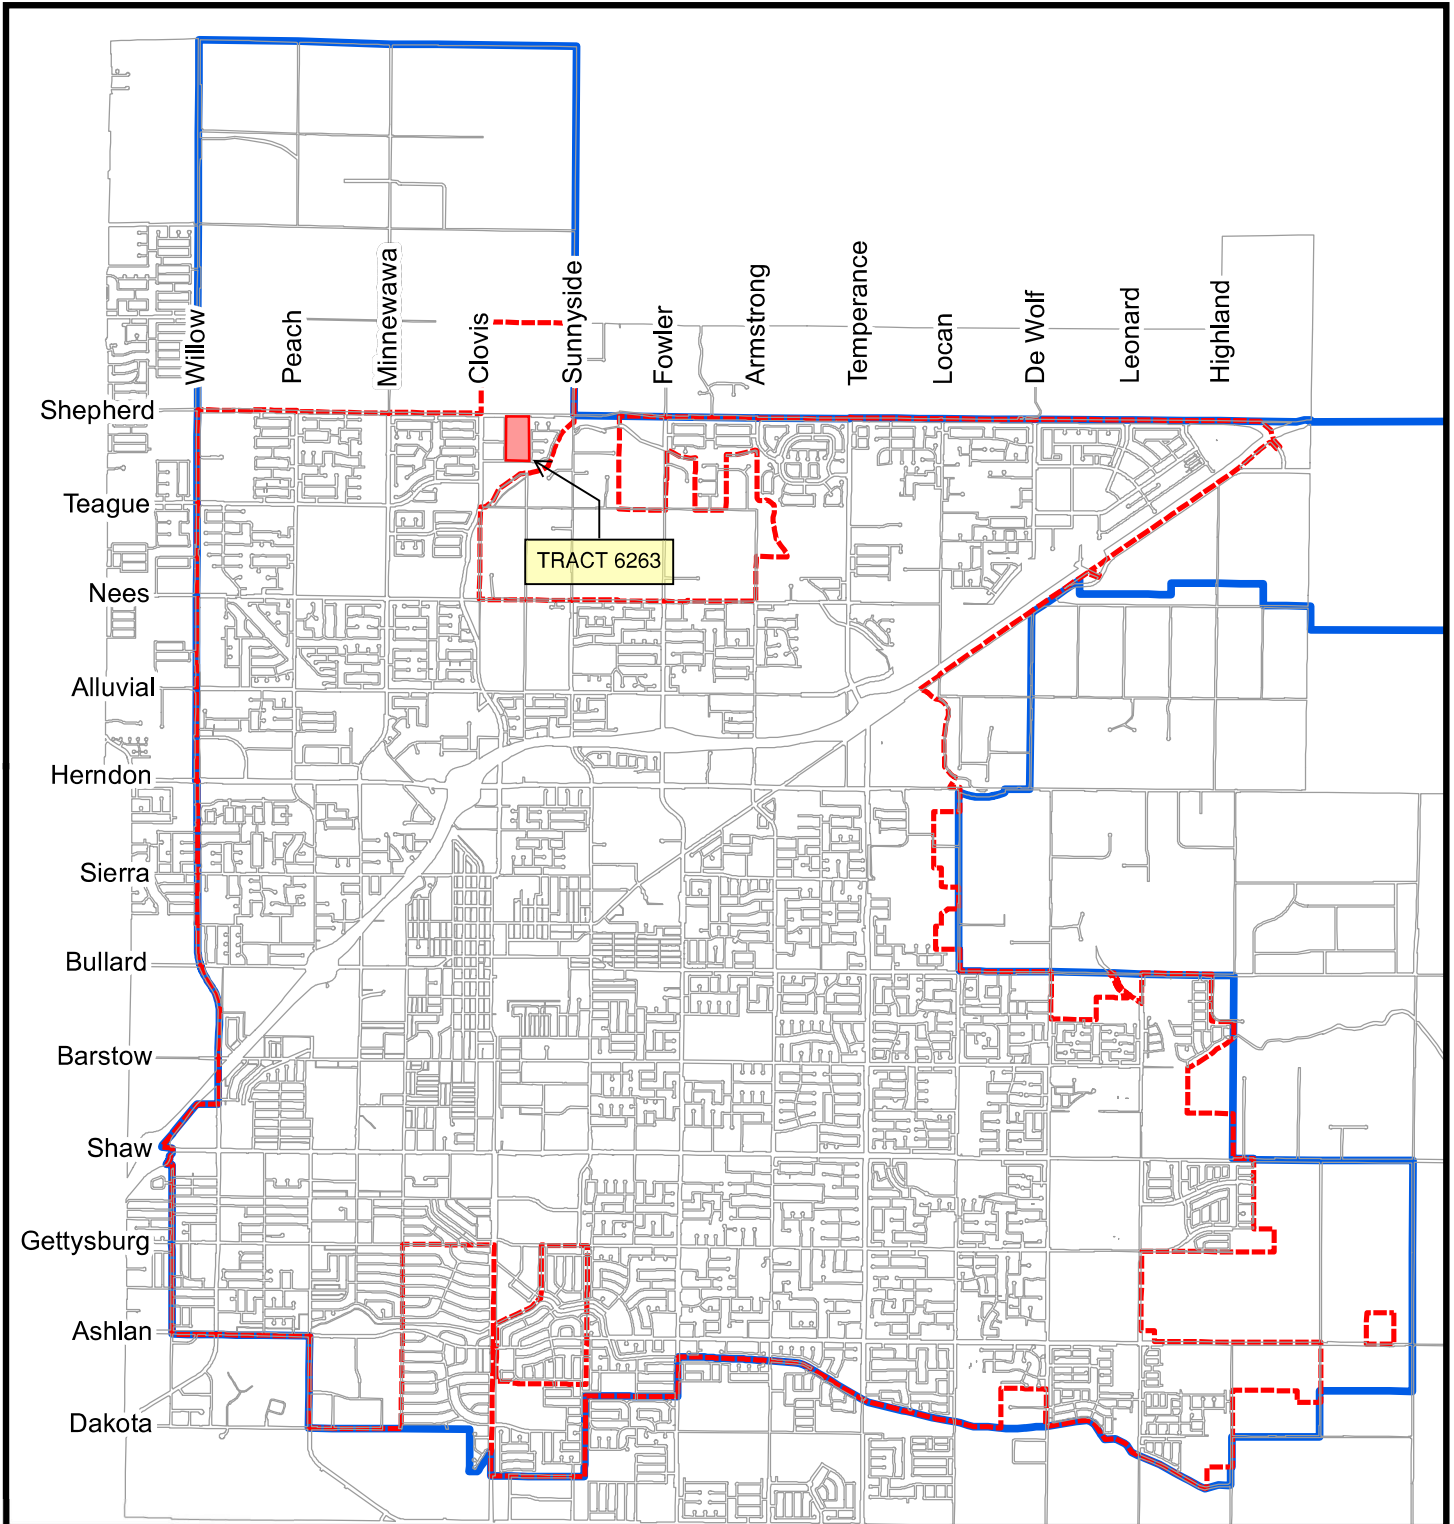 Willow
Peach
Minnewawa
Clovis
Sunnyside
Fowler
Armstrong
Temperance
Locan
De Wolf
Leonard
Highland
Shepherd
Teague
TRACT 6263
Nees
Alluvial
Herndon
Sierra
Bullard
Barstow
Shaw
Gettysburg
Ashlan
Dakota